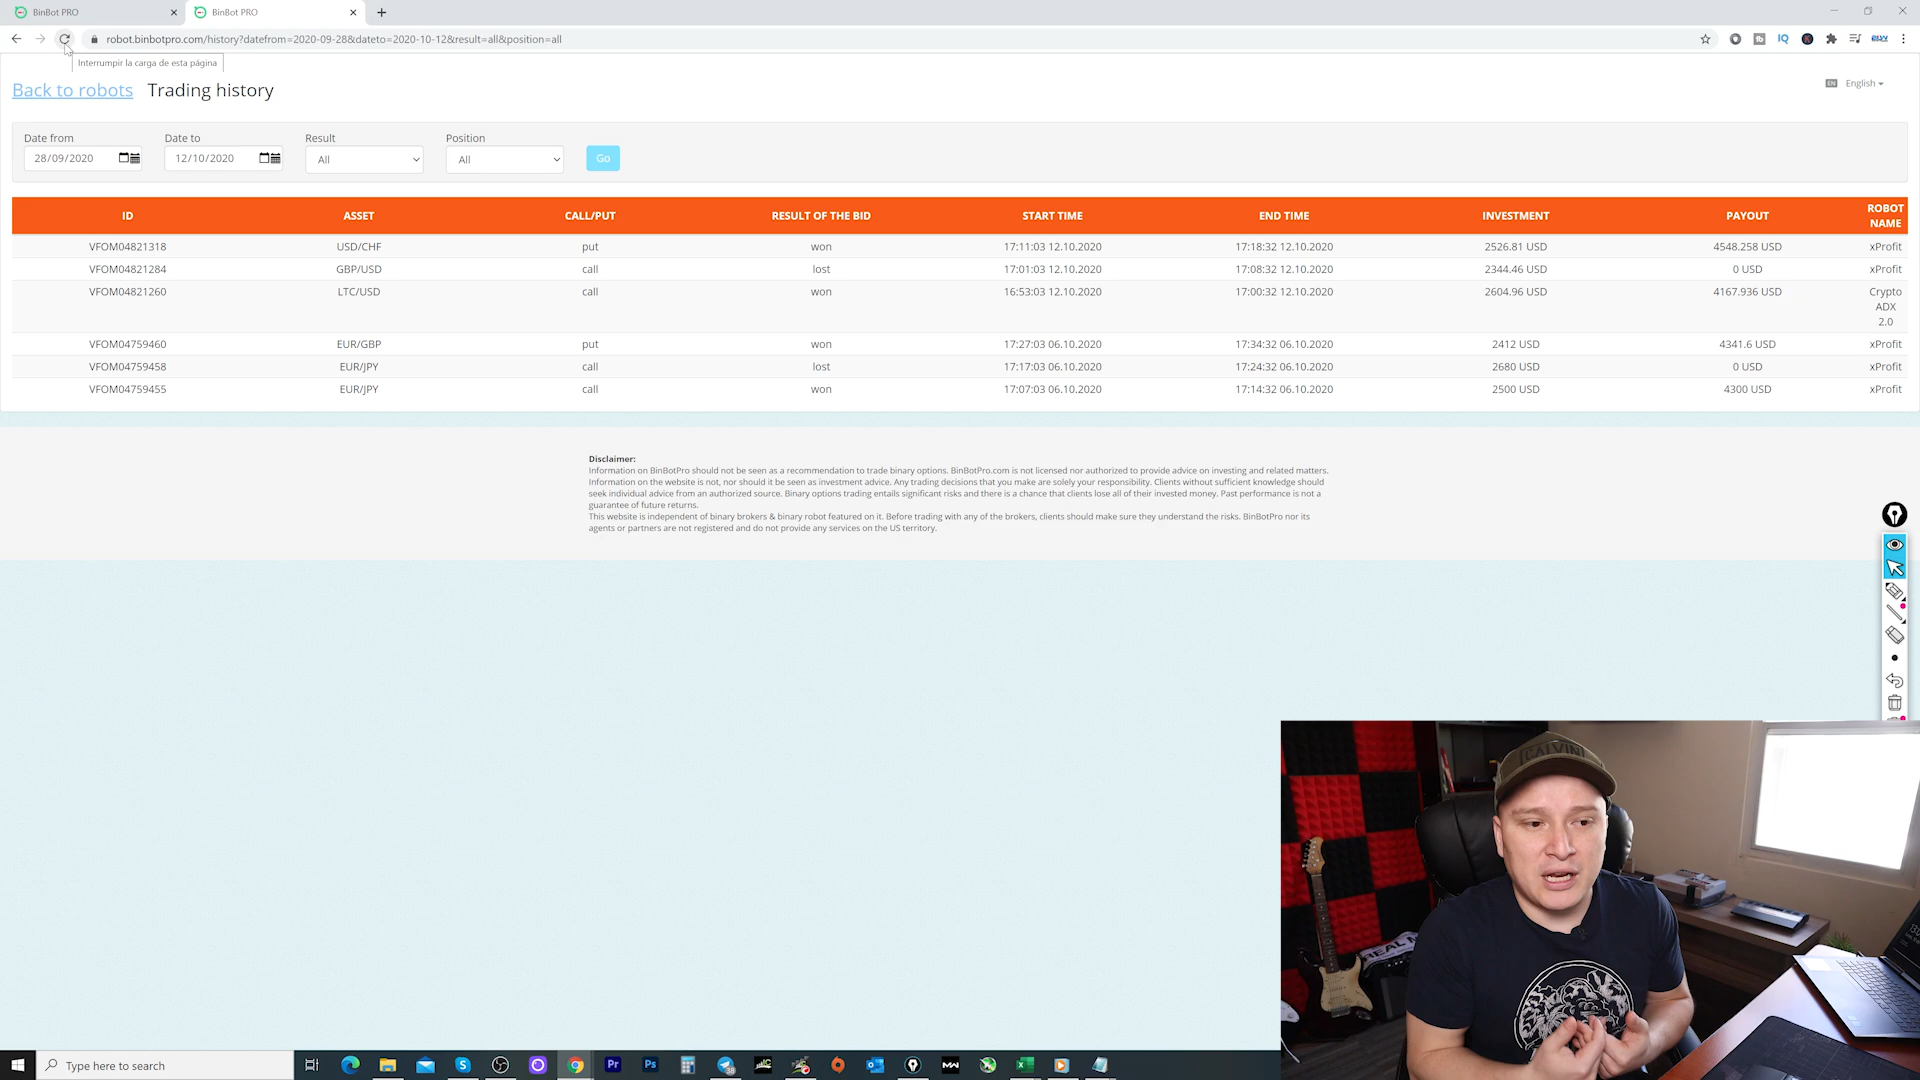 BinBot PRO
BinBot PRO
robot.binbotpro.com/history?datefrom=2020-09-28&dateto=2020-10-12&result=all&position=all
Interrumpir la carga de esta página
Back to robots Trading history
EN English
Date from Date to Result Position
28/09/2020 12/10/2020 All All Go
ID ASSET CALL/PUT RESULT OF THE BID START TIME END TIME INVESTMENT PAYOUT ROBOT NAME
VFOM04821318 USD/CHF put won 17:11:03 12.10.2020 17:18:32 12.10.2020 2526.81 USD 4548.258 USD xProfit
VFOM04821284 GBP/USD call lost 17:01:03 12.10.2020 17:08:32 12.10.2020 2344.46 USD 0 USD xProfit
VFOM04821260 LTC/USD call won 16:53:03 12.10.2020 17:00:32 12.10.2020 2604.96 USD 4167.936 USD Crypto ADX 2.0
VFOM04759460 EUR/GBP put won 17:27:03 06.10.2020 17:34:32 06.10.2020 2412 USD 4341.6 USD xProfit
VFOM04759458 EUR/JPY call lost 17:17:03 06.10.2020 17:24:32 06.10.2020 2680 USD 0 USD xProfit
VFOM04759455 EUR/JPY call won 17:07:03 06.10.2020 17:14:32 06.10.2020 2500 USD 4300 USD xProfit
Disclaimer:
Information on BinBotPro should not be seen as a recommendation to trade binary options. BinBotPro.com is not licensed nor authorized to provide advice on investing and related matters.
Information on the website is not, nor should it be seen as investment advice. Any trading decisions that you make are solely your responsibility. Clients without sufficient knowledge should
seek individual advice from an authorized source. Binary options trading entails significant risks and there is a chance that clients lose all of their invested money. Past performance is not a
guarantee of future returns.
This website is independent of binary brokers & binary robot featured on it. Before trading with any of the brokers, clients should make sure they understand the risks. BinBotPro nor its
agents or partners are not registered and do not provide any services on the US territory.
CALVIN
REAL M
Type here to search
Pr
Ps